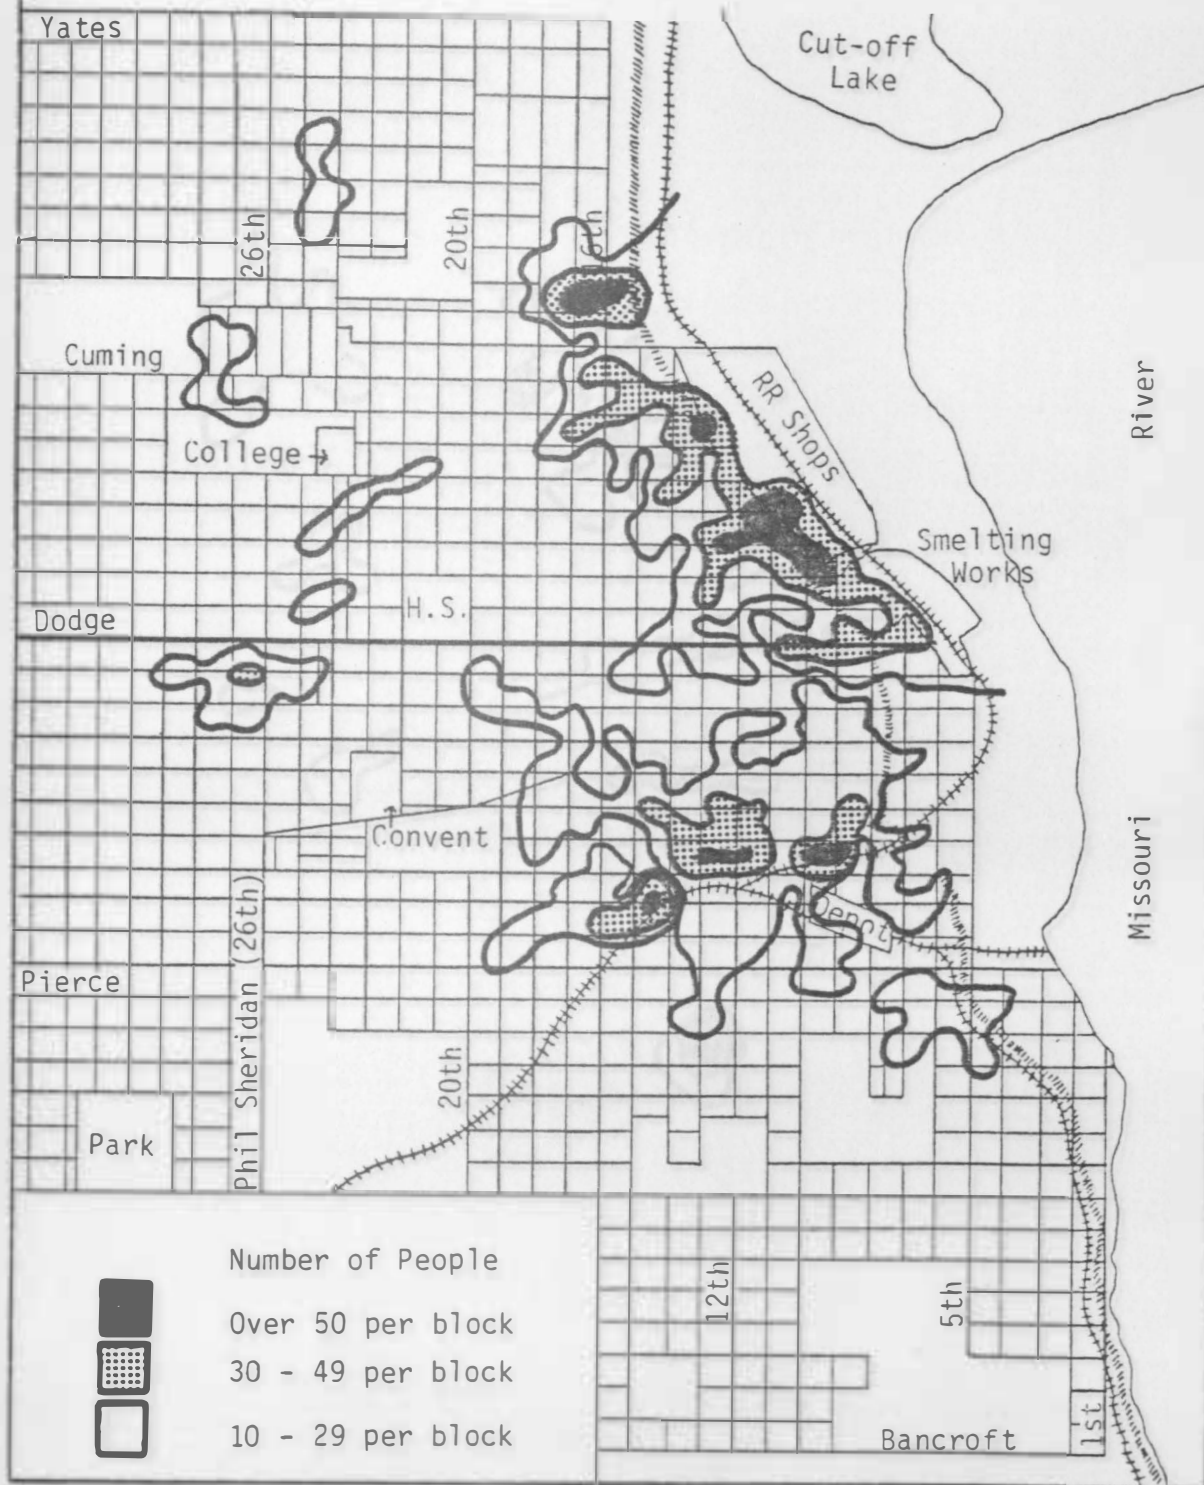 Yates
Cut-off
Lake
26th
20th
6th
Cuming
RR Shops
River
College→
Smelting
Works
Dodge
H.S.
Convent
Missouri
Depot
Phil Sheridan (26th)
Pierce
20th
Park
Number of People
Over 50 per block
30 - 49 per block
10 - 29 per block
12th
5th
1st
Bancroft